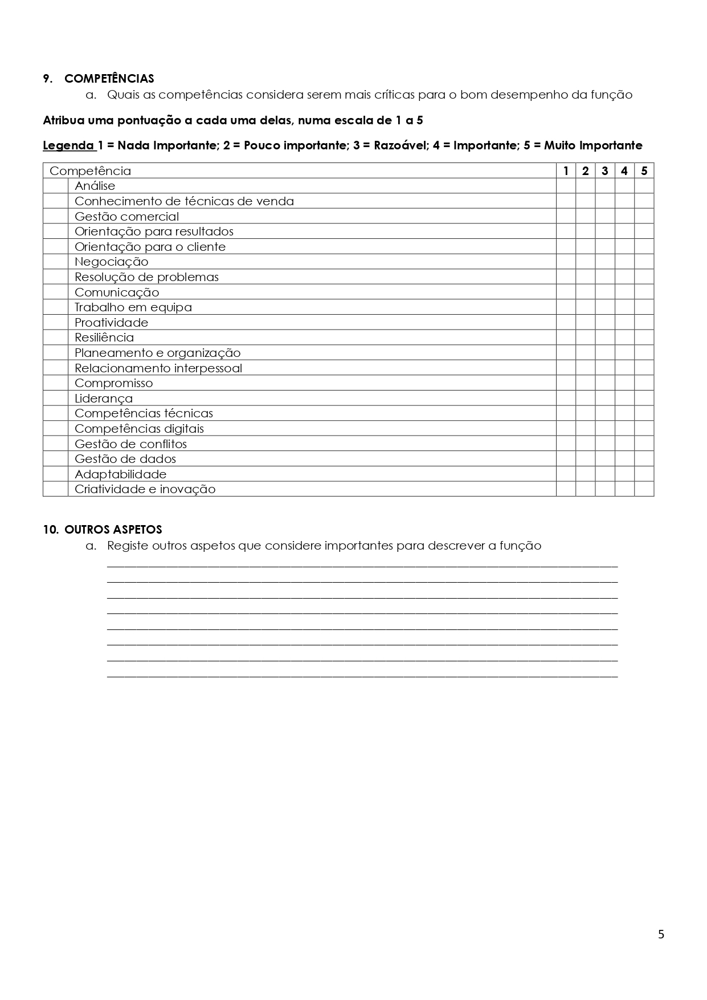 9. COMPETÊNCIAS
a. Quais as competências considera serem mais críticas para o bom desempenho da função
Atribua uma pontuação a cada uma delas, numa escala de 1 a 5
Legenda 1 = Nada Importante; 2 = Pouco importante; 3 = Razoável; 4 = Importante; 5 = Muito Importante
Competência 1 2 3 4 5
Análise
Conhecimento de técnicas de venda
Gestão comercial
Orientação para resultados
Orientação para o cliente
Negociação
Resolução de problemas
Comunicação
Trabalho em equipa
Proatividade
Resiliência
Planeamento e organização
Relacionamento interpessoal
Compromisso
Liderança
Competências técnicas
Competências digitais
Gestão de conflitos
Gestão de dados
Adaptabilidade
Criatividade e inovação
10. OUTROS ASPETOS
a. Registe outros aspetos que considere importantes para descrever a função
5